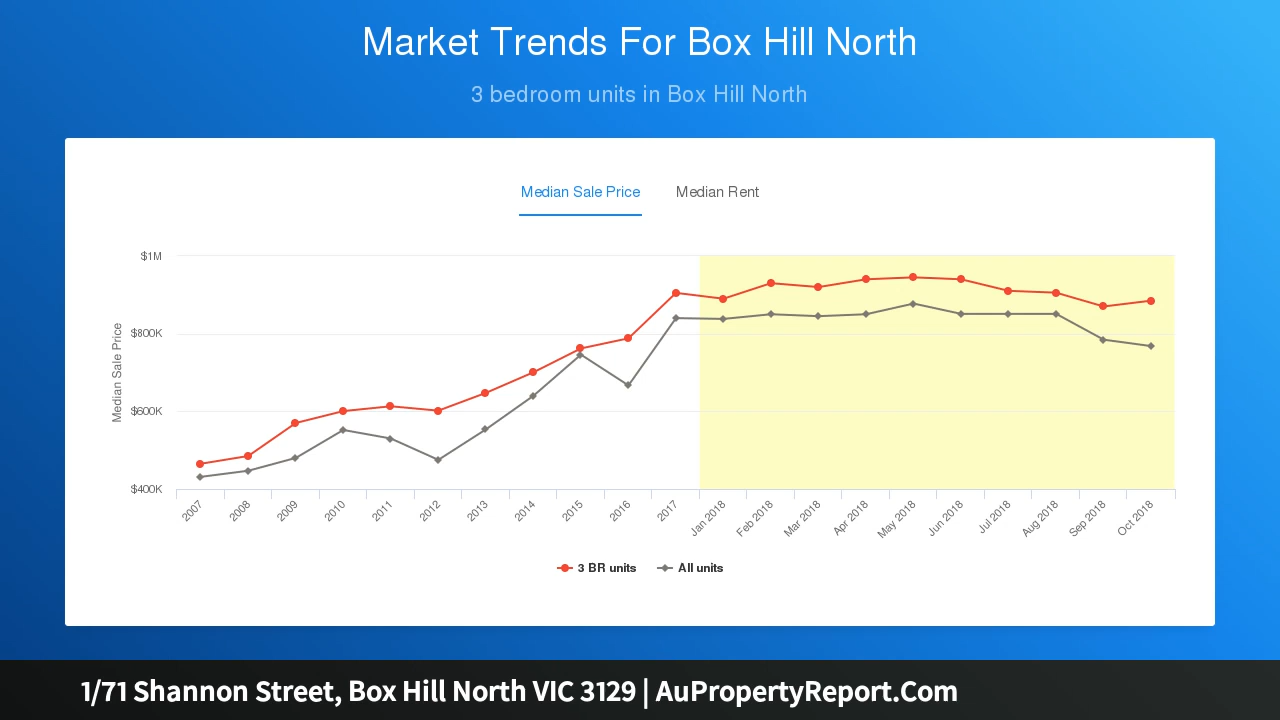 Market Trends For Box Hill North
3 bedroom units in Box Hill North
Median Sale Price Median Rent
Median Sale Price
$1M
$800K
$600K
$400K
2007 2008 2009 2010 2011 2012 2013 2014 2015 2016 2017 Jan 2018 Feb 2018 Mar 2018 Apr 2018 May 2018 Jun 2018 Jul 2018 Aug 2018 Sep 2018 Oct 2018
3 BR units All units
1/71 Shannon Street, Box Hill North VIC 3129 | AuPropertyReport.Com